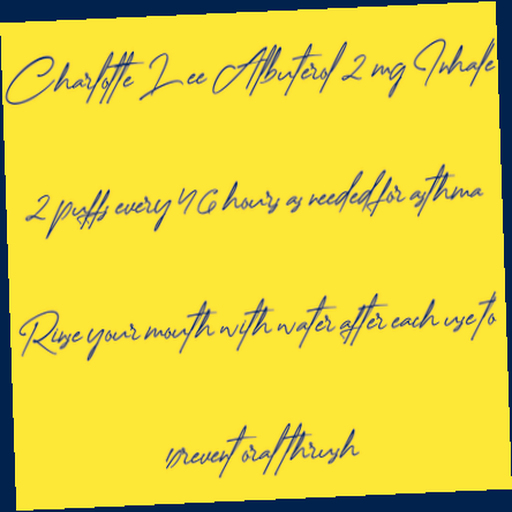 Charlotte Lee Albuterol 2 mg Inhale
2 puffs every 4 6 hours as needed for asthma
Rinse your mouth with water after each use to
prevent oral thrush